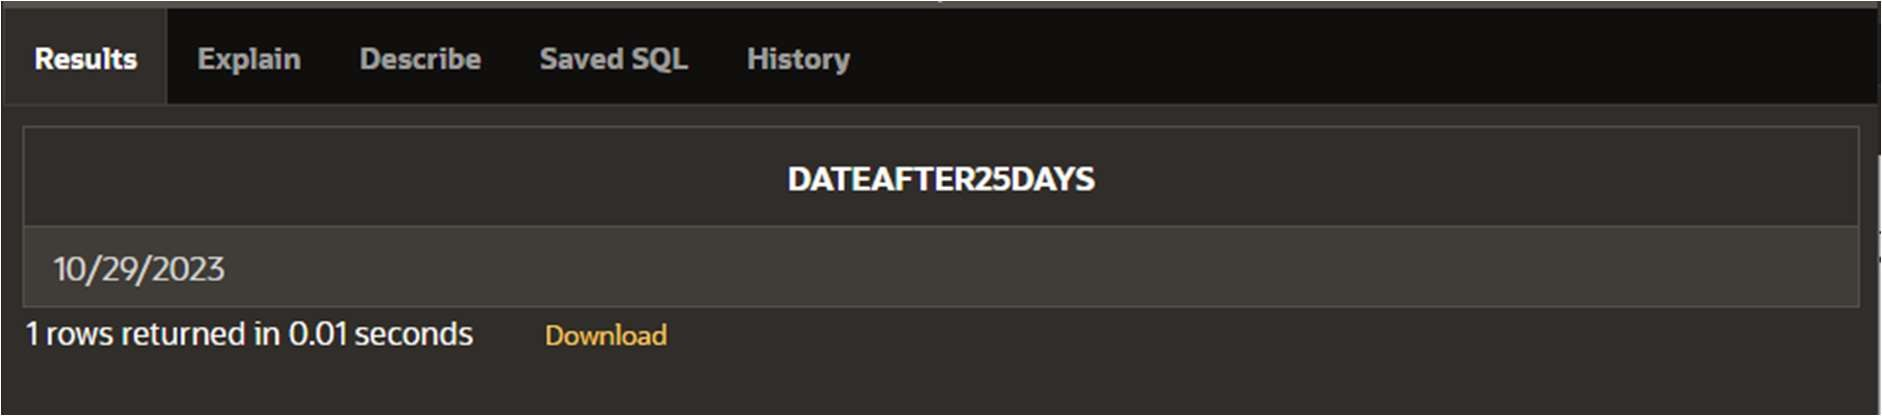 Results Explain Describe Saved SQL History
DATEAFTER25DAYS
10/29/2023
1 rows returned in 0.01 seconds Download